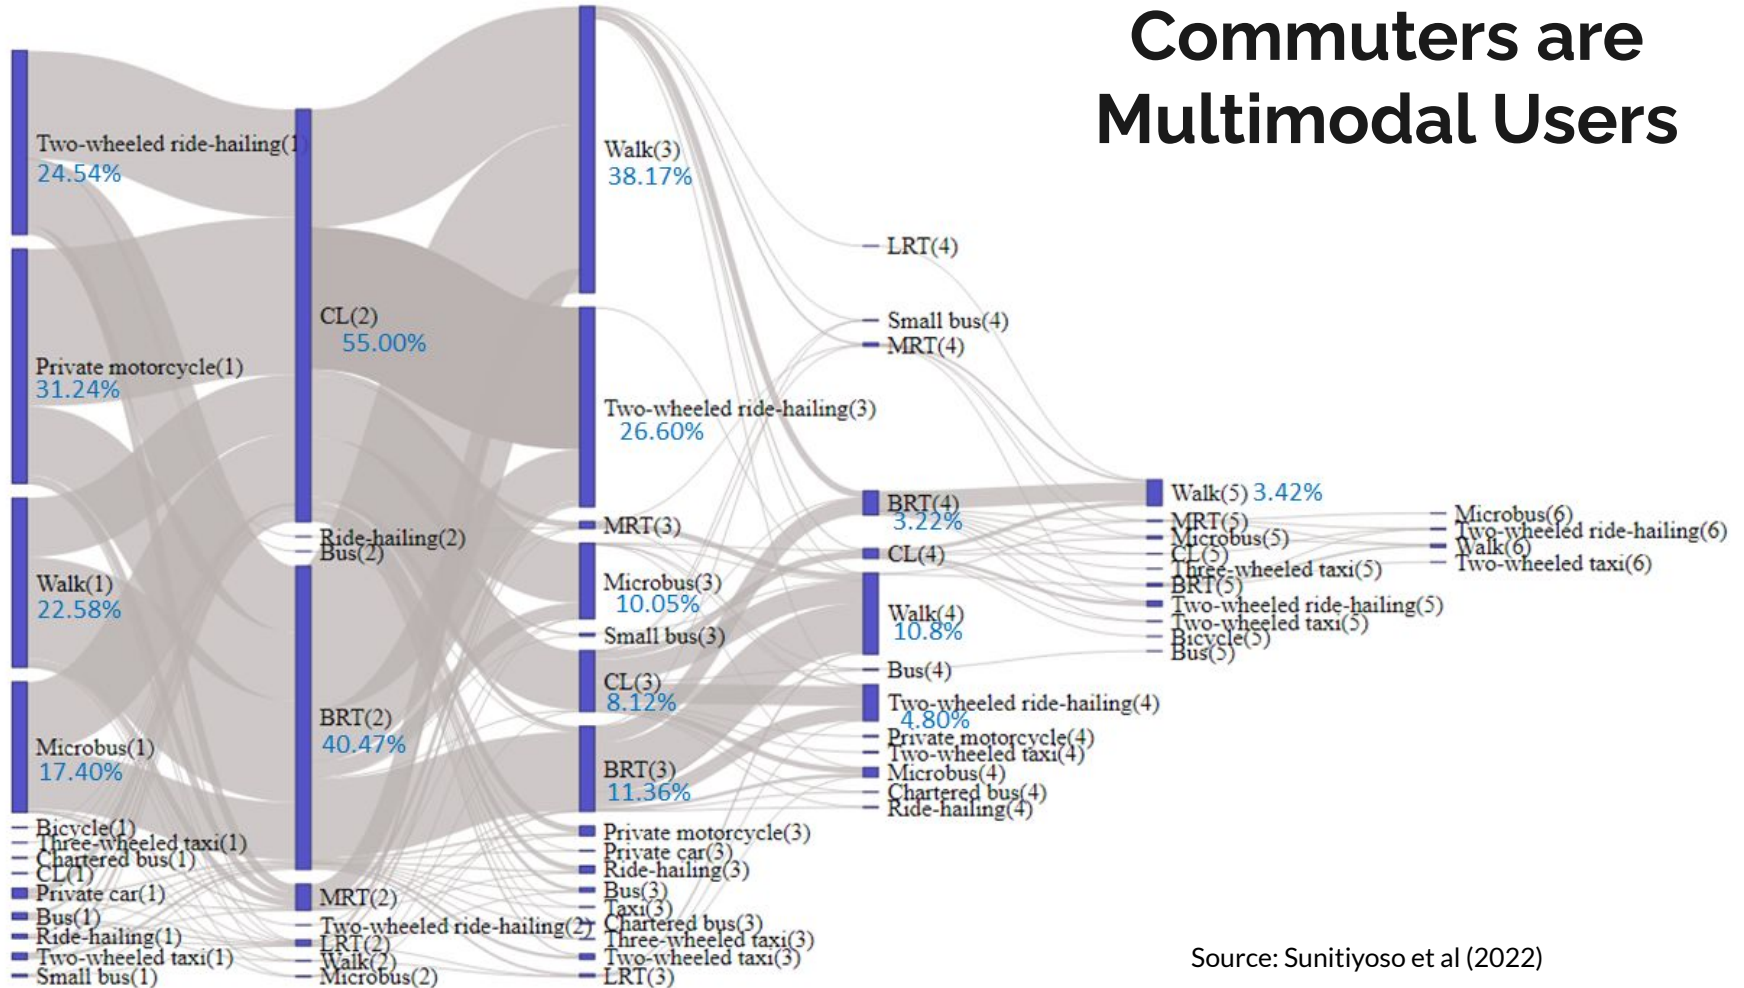 Commuters are
Multimodal Users
Two-wheeled ride-hailing(1)
24.54%
Private motorcycle(1)
31.24%
Walk(1)
22.58%
Microbus(1)
17.40%
Bicycle(1)
Three-wheeled taxi(1)
Chartered bus(1)
CL(1)
Private car(1)
Bus(1)
Ride-hailing(1)
Two-wheeled taxi(1)
Small bus(1)
CL(2)
55.00%
Ride-hailing(2)
Bus(2)
BRT(2)
40.47%
MRT(2)
Two-wheeled ride-hailing(2)
LRT(2)
Walk(2)
Microbus(2)
Walk(3)
38.17%
Two-wheeled ride-hailing(3)
26.60%
MRT(3)
Microbus(3)
10.05%
Small bus(3)
CL(3)
8.12%
BRT(3)
11.36%
Private motorcycle(3)
Private car(3)
Ride-hailing(3)
Bus(3)
Taxi(3)
Chartered bus(3)
Three-wheeled taxi(3)
Two-wheeled taxi(3)
LRT(3)
LRT(4)
Small bus(4)
MRT(4)
BRT(4)
3.22%
CL(4)
Walk(4)
10.8%
Bus(4)
Two-wheeled ride-hailing(4)
4.80%
Private motorcycle(4)
Two-wheeled taxi(4)
Microbus(4)
Chartered bus(4)
Ride-hailing(4)
Walk(5) 3.42%
MRT(5)
Microbus(5)
CL(5)
Three-wheeled taxi(5)
BRT(5)
Two-wheeled ride-hailing(5)
Two-wheeled taxi(5)
Bicycle(5)
Bus(5)
Microbus(6)
Two-wheeled ride-hailing(6)
Walk(6)
Two-wheeled taxi(6)
Source: Sunitiyoso et al (2022)